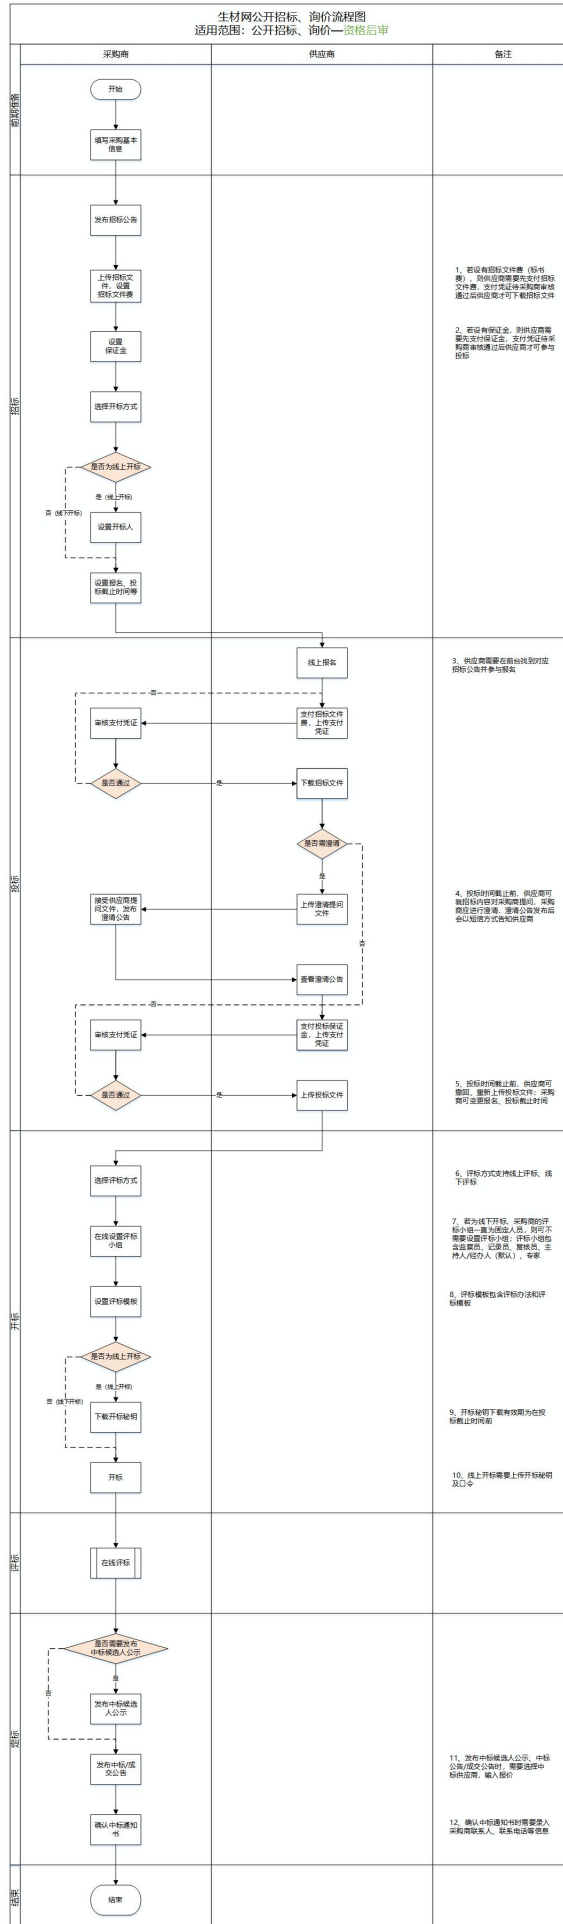 生材网公开招标、询价流程图
适用范围：公开招标、询价—资格后审
采购商
供应商
备注
前期准备
开始
填写采购基本
信息
招标
发布招标公告
上传招标文
件，设置
招标文件费
1、若设有招标文件费（标书
费），则供应商需要先支付招标
文件费，支付凭证待采购商审核
通过后供应商才可下载招标文件
设置
保证金
2、若设有保证金，则供应商需
要先支付保证金，支付凭证待采
购商审核通过后供应商才可参与
投标
选择开标方式
是否为线上开标
是（线上开标）
否（线下开标）
设置开标人
设置报名、投
标截止时间等
投标
线上报名
3、供应商需要在前台找到对应
招标公告并参与报名
否
审核支付凭证
支付招标文件
费，上传支付
凭证
是否通过
是
下载招标文件
是否需澄清
是
否
接受供应商提
问文件，发布
澄清公告
上传澄清提问
文件
4、投标时间截止前，供应商可
就招标内容对采购商提问，采购
商应进行澄清，澄清公告发布后
会以短信方式告知供应商
查看澄清公告
否
审核支付凭证
支付投标保证
金，上传支付
凭证
是否通过
是
上传投标文件
5、投标时间截止前，供应商可
撤回、重新上传投标文件；采购
商可变更报名、投标截止时间
开标
选择评标方式
6、评标方式支持线上评标、线
下评标
在线设置评标
小组
7、若为线下开标，采购商的评
标小组一直为固定人员，则可不
需要设置评标小组；评标小组包
含监察员、记录员、复核员、主
持人/经办人（默认）、专家
设置评标模板
8、评标模板包含评标办法和评
标模板
是否为线上开标
是（线上开标）
否（线下开标）
下载开标秘钥
9、开标秘钥下载有效期为在投
标截止时间前
开标
10、线上开标需要上传开标秘钥
及口令
评标
在线评标
定标
是否需要发布
中标候选人公示
是
否
发布中标候选
人公示
发布中标/成
交公告
11、发布中标候选人公示、中标
公告/成交公告时，需要选择中
标供应商，输入报价
确认中标通知
书
12、确认中标通知书时需要录入
采购商联系人、联系电话等信息
结束
结束